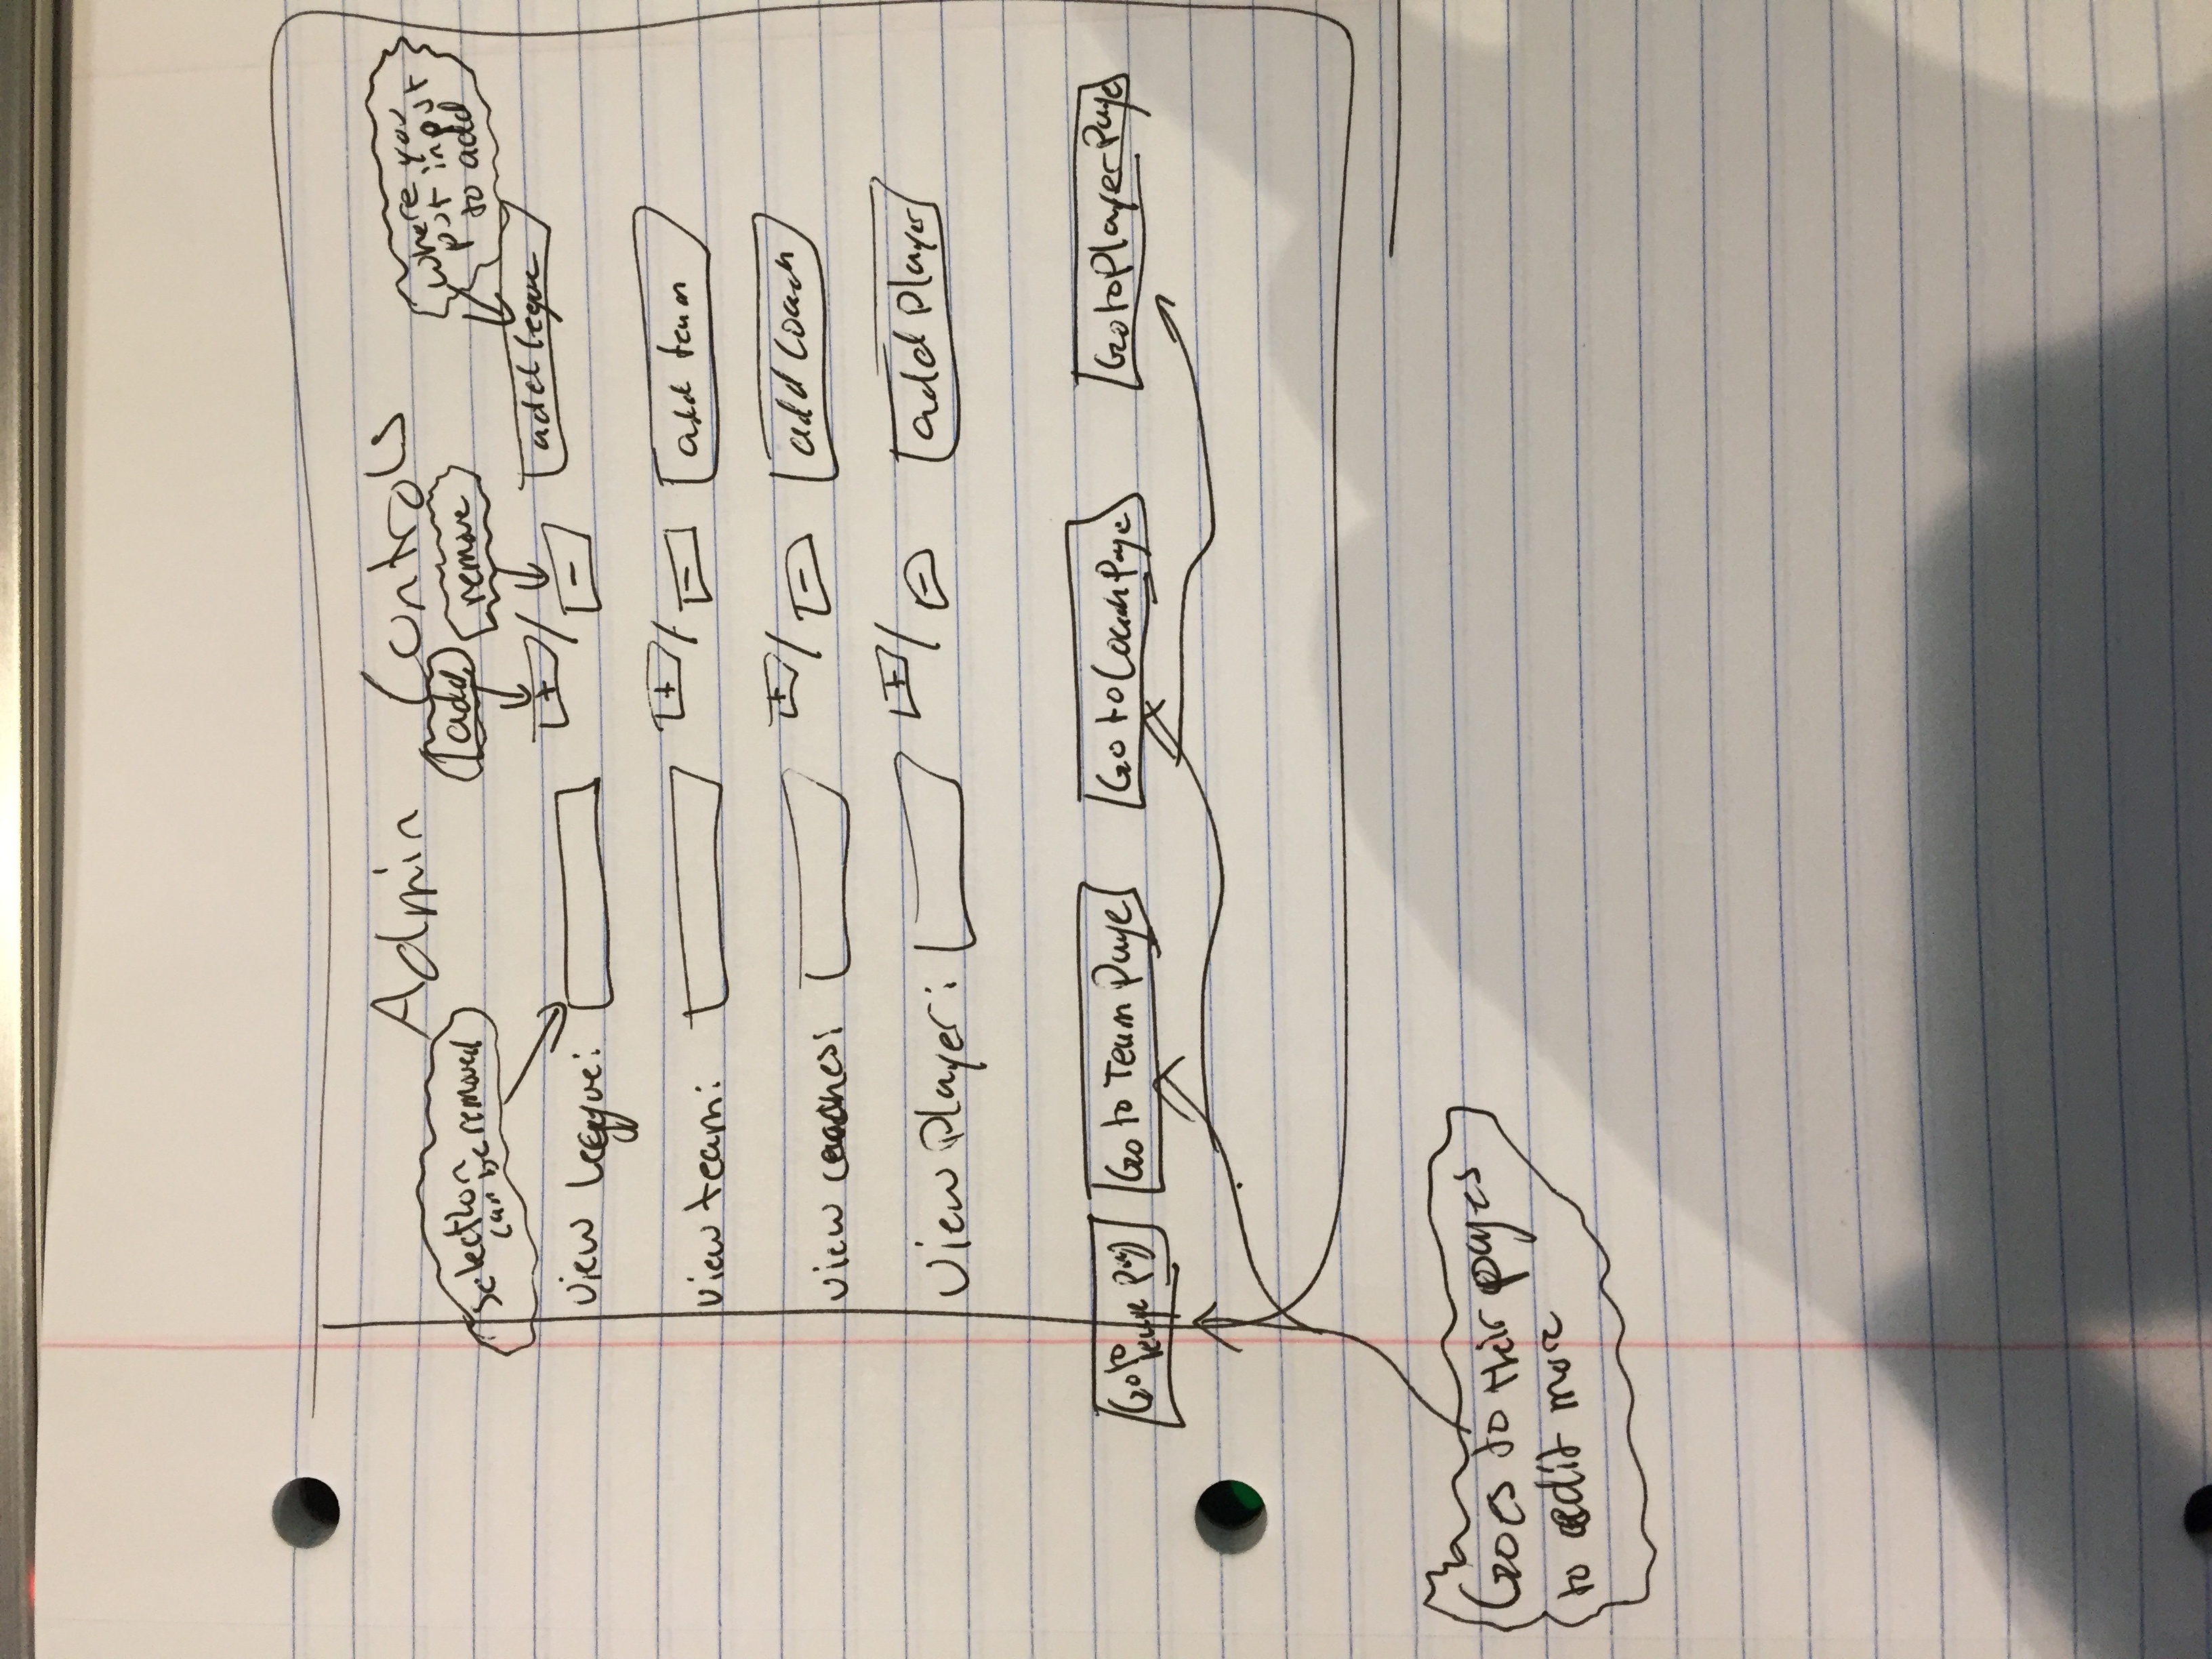 Admin Controls
Selection
can be removed
add
remove
where you
put input
to add
view league:
+ / -
add legue
view team:
+ / -
add team
view coaches:
+ / -
add coach
View Player:
+ / -
add Player
Go to
Page
Go to Team Page
Go to Coach Page
Go to Player Page
Goes to their pages
to edit more